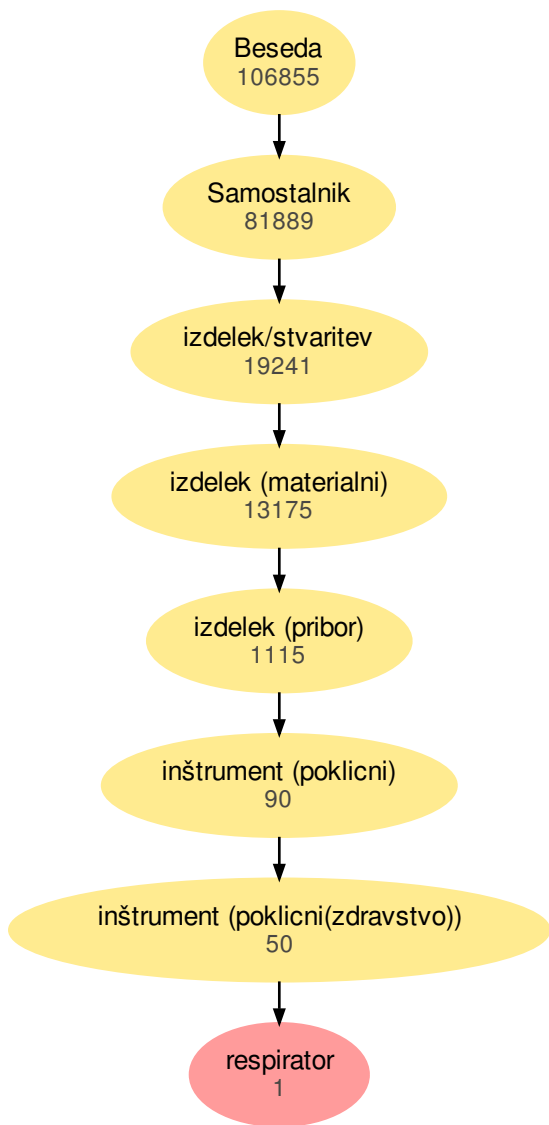 Beseda
106855
Samostalnik
81889
izdelek/stvaritev
19241
izdelek (materialni)
13175
izdelek (pribor)
1115
inštrument (poklicni)
90
inštrument (poklicni(zdravstvo))
50
respirator
1